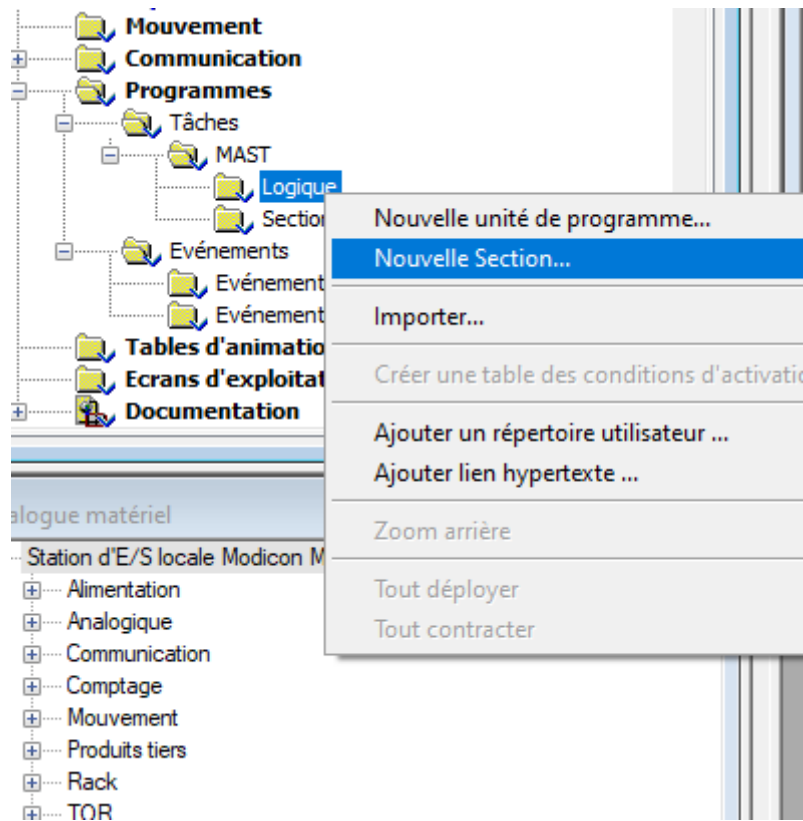 Mouvement
Communication
Programmes
Tâches
MAST
Logique
Section
Evénements
Evénement
Evénement
Tables d'animatio
Ecrans d'exploitat
Documentation
Nouvelle unité de programme...
Nouvelle Section...
Importer...
Créer une table des conditions d'activatio
Ajouter un répertoire utilisateur ...
Ajouter lien hypertexte ...
Zoom arrière
Tout déployer
Tout contracter
alogue matériel
Station d'E/S locale Modicon M
Alimentation
Analogique
Communication
Comptage
Mouvement
Produits tiers
Rack
TOR